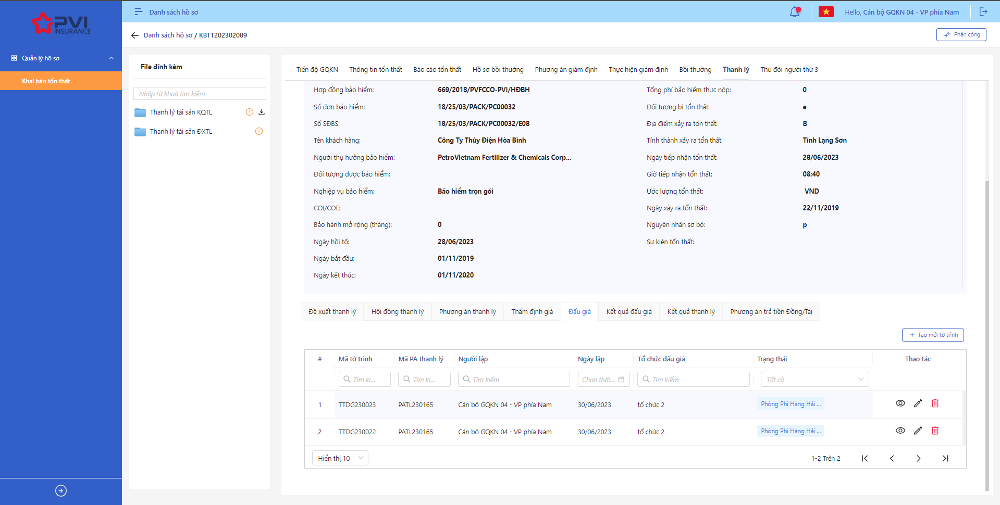 PVI
INSURANCE
Quản lý hồ sơ
Khai báo tổn thất
Danh sách hồ sơ
Hello, Cán bộ GQKN 04 - VP phía Nam
Danh sách hồ sơ / KBTT202302089
Phân công
File đính kèm
Nhập từ khoá tìm kiếm
Thanh lý tài sản KQTL
Thanh lý tài sản ĐXTL
Tiến độ GQKN Thông tin tổn thất Báo cáo tổn thất Hồ sơ bồi thường Phương án giám định Thực hiện giám định Bồi thường Thanh lý Thu đòi người thứ 3
Hợp đồng bảo hiểm: 669/2018/PVFCCO-PVI/HĐBH
Số đơn bảo hiểm: 18/25/03/PACK/PC00032
Số SĐBS: 18/25/03/PACK/PC00032/E08
Tên khách hàng: Công Ty Thủy Điện Hòa Bình
Người thụ hưởng bảo hiểm: PetroVietnam Fertilizer & Chemicals Corp...
Đối tượng được bảo hiểm:
Nghiệp vụ bảo hiểm: Bảo hiểm trọn gói
COI/COE:
Bảo hành mở rộng (tháng): 0
Ngày hồi tố: 28/06/2023
Ngày bắt đầu: 01/11/2019
Ngày kết thúc: 01/11/2020
Tổng phí bảo hiểm thực nộp: 0
Đối tượng bị tổn thất: e
Địa điểm xảy ra tổn thất: B
Tỉnh thành xảy ra tổn thất: Tỉnh Lạng Sơn
Ngày tiếp nhận tổn thất: 28/06/2023
Giờ tiếp nhận tổn thất: 08:40
Ước lượng tổn thất: VND
Ngày xảy ra tổn thất: 22/11/2019
Nguyên nhân sơ bộ: p
Sự kiện tổn thất:
Đề xuất thanh lý Hội đồng thanh lý Phương án thanh lý Thẩm định giá Đấu giá Kết quả đấu giá Kết quả thanh lý Phương án trả tiền Đồng/Tái
+ Tạo mới tờ trình
# Mã tờ trình Mã PA thanh lý Người lập Ngày lập Tổ chức đấu giá Trạng thái Thao tác
Tìm ki... Tìm ki... Tìm kiếm Chọn thời... Tìm kiếm Tất cả
1 TTDG230023 PATL230165 Cán bộ GQKN 04 - VP phía Nam 30/06/2023 tổ chức 2 Phòng Phi Hàng Hải ...
2 TTDG230022 PATL230165 Cán bộ GQKN 04 - VP phía Nam 30/06/2023 tổ chức 2 Phòng Phi Hàng Hải ...
Hiển thị 10 1-2 Trên 2